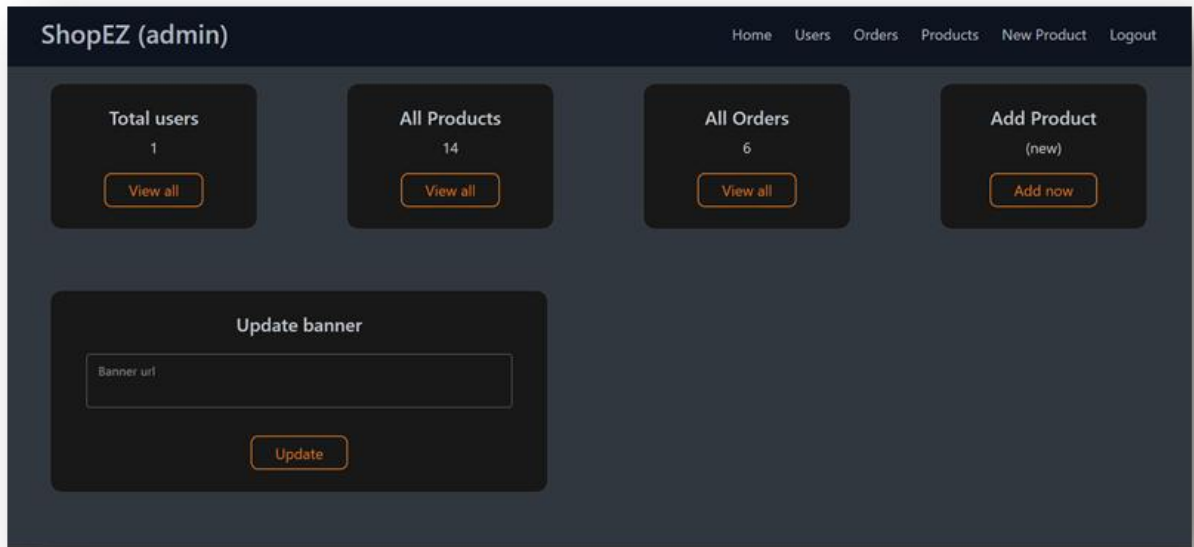 ShopEZ (admin)
Home Users Orders Products New Product Logout
Total users
1
View all
All Products
14
View all
All Orders
6
View all
Add Product
(new)
Add now
Update banner
Banner url
Update